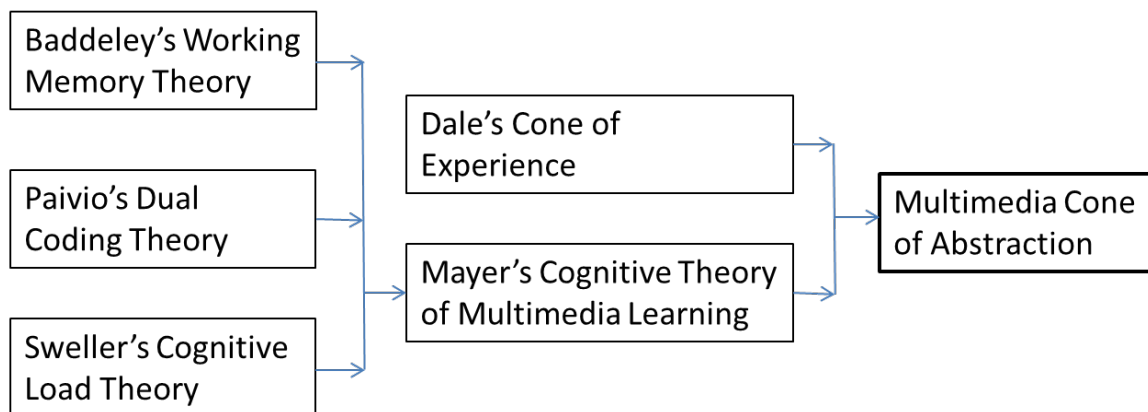 Baddeley’s Working
Memory Theory
Paivio’s Dual
Coding Theory
Sweller’s Cognitive
Load Theory
Dale’s Cone of
Experience
Mayer’s Cognitive Theory
of Multimedia Learning
Multimedia Cone
of Abstraction